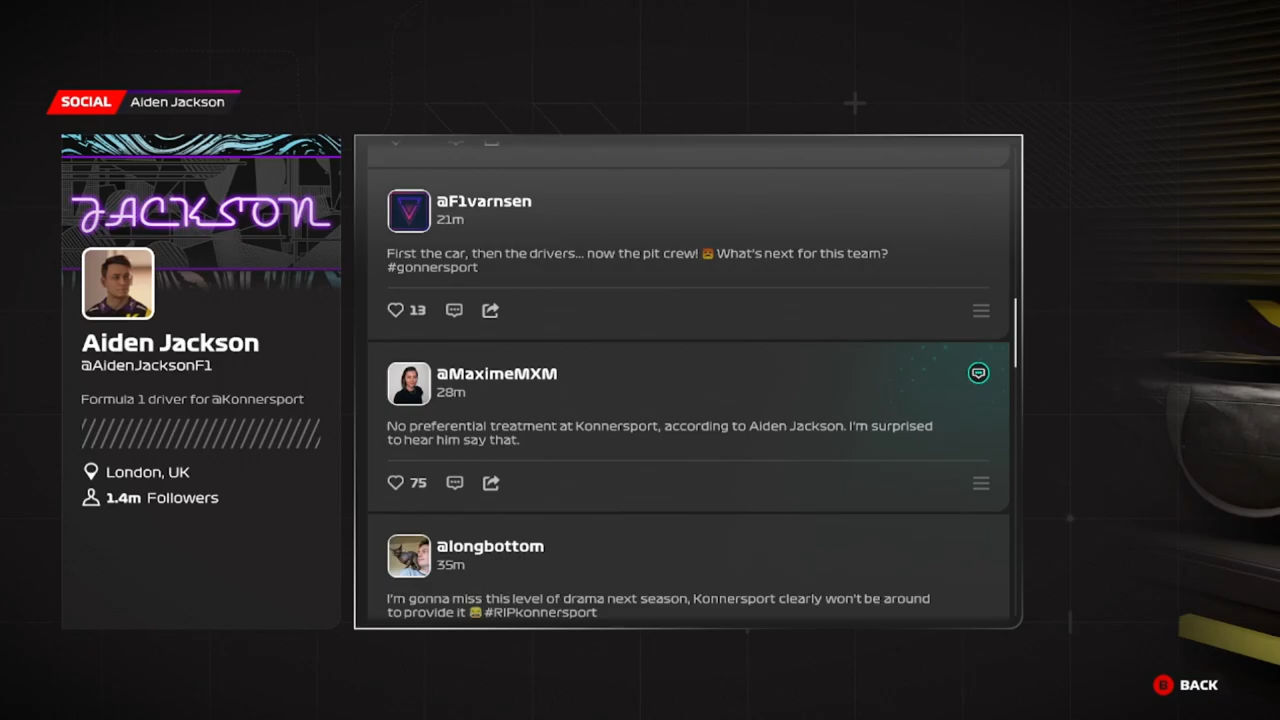 SOCIAL Aiden Jackson
JACKSON
Aiden Jackson
@AidenJacksonF1
Formula 1 driver for @Konnersport
London, UK
1.4m Followers
@F1varnsen
21m
First the car, then the drivers... now the pit crew! 😡 What's next for this team?
#gonnersport
13
@MaximeMXM
28m
No preferential treatment at Konnersport, according to Aiden Jackson. I'm surprised
to hear him say that.
75
@longbottom
35m
I'm gonna miss this level of drama next season, Konnersport clearly won't be around
to provide it 😂 #RIPkonnersport
B BACK